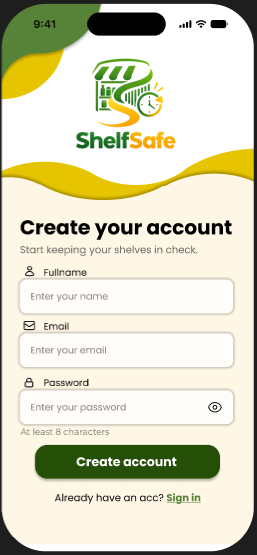 9:41
ShelfSafe
Create your account
Start keeping your shelves in check.
Fullname
Enter your name
Email
Enter your email
Password
Enter your password
At least 8 characters
Create account
Already have an acc? Sign in